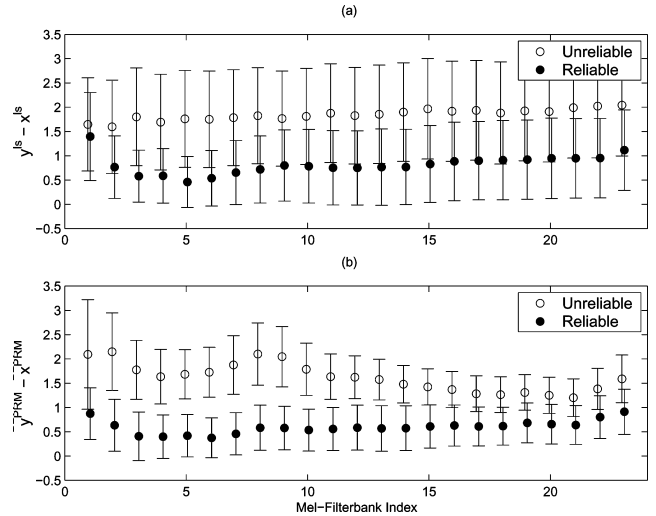 (a)
3.5
3
2.5
2
1.5
1
0.5
0
−0.5
y^ls − x^ls
Unreliable
Reliable
0 5 10 15 20
(b)
3.5
3
2.5
2
1.5
1
0.5
0
−0.5
y^PRM − x^PRM
Unreliable
Reliable
0 5 10 15 20
Mel−Filterbank Index